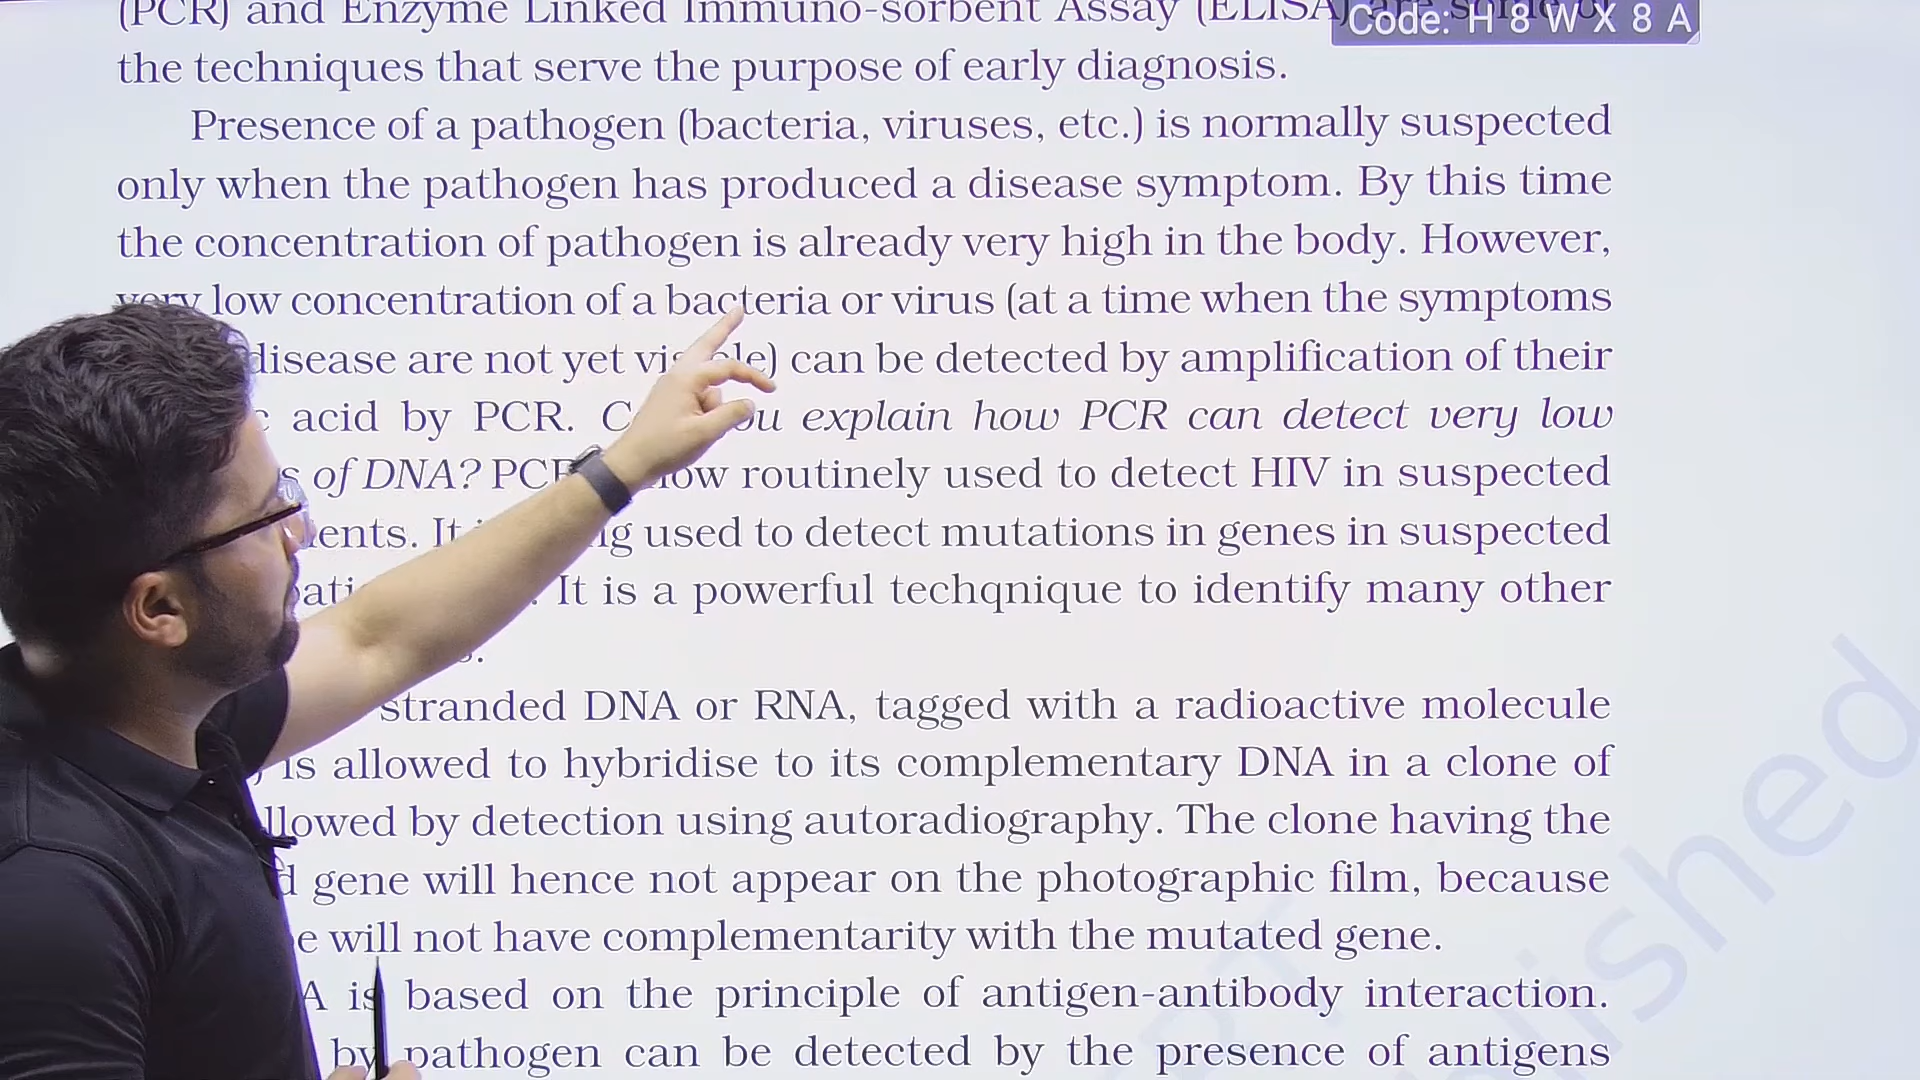 (PCR) and Enzyme Linked Immuno-sorbent Assay (ELISA) are some of
Code: H 8 W X 8 A
the techniques that serve the purpose of early diagnosis.
Presence of a pathogen (bacteria, viruses, etc.) is normally suspected
only when the pathogen has produced a disease symptom. By this time
the concentration of pathogen is already very high in the body. However,
very low concentration of a bacteria or virus (at a time when the symptoms
disease are not yet visible) can be detected by amplification of their
acid by PCR. explain how PCR can detect very low
of DNA? PCR now routinely used to detect HIV in suspected
used to detect mutations in genes in suspected
It is a powerful techqnique to identify many other
stranded DNA or RNA, tagged with a radioactive molecule
is allowed to hybridise to its complementary DNA in a clone of
by detection using autoradiography. The clone having the
gene will hence not appear on the photographic film, because
will not have complementarity with the mutated gene.
is based on the principle of antigen-antibody interaction.
by pathogen can be detected by the presence of antigens